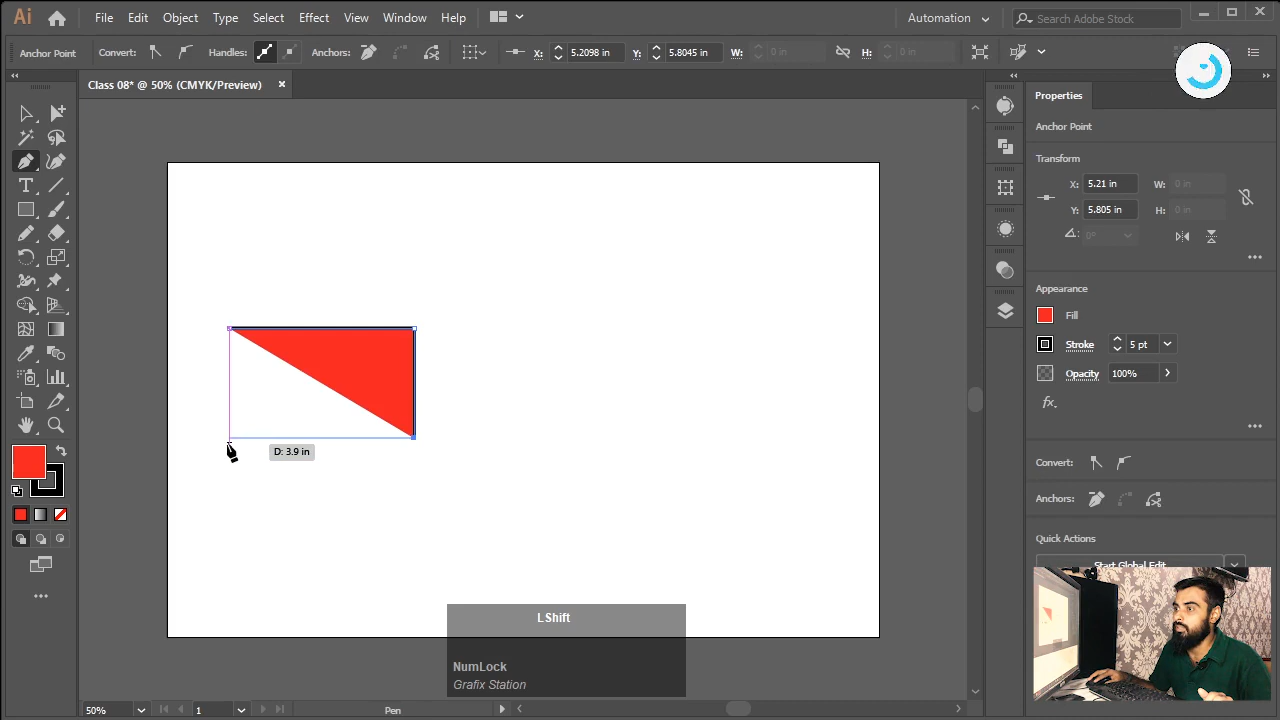 Ai File Edit Object Type Select Effect View Window Help Automation Search Adobe Stock
Anchor Point Convert: Handles: Anchors: X: 5.2098 in Y: 5.8045 in W: 0 in H: 0 in
Class 08* @ 50% (CMYK/Preview) ×
Properties
Anchor Point
Transform
X: 5.21 in W: 0 in
Y: 5.805 in H: 0 in
0°
Appearance
Fill
Stroke 5 pt
Opacity 100%
fx.
Convert:
Anchors:
Quick Actions
Start Global Edit
D: 3.9 in
LShift
NumLock
Grafix Station
50% 1 Pen